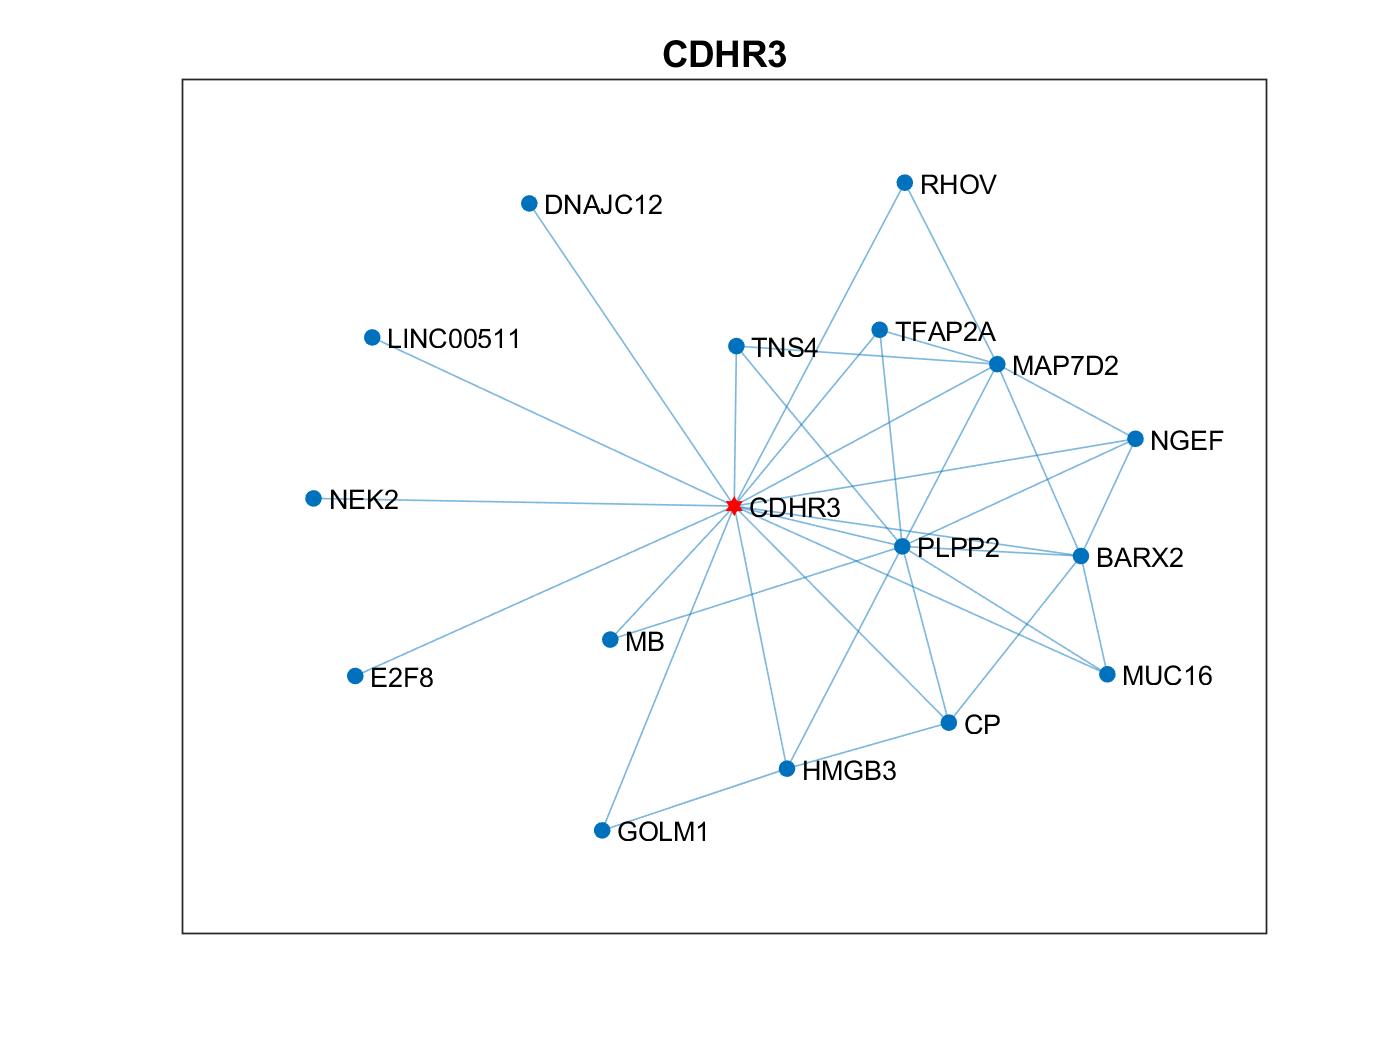 CDHR3
RHOV
DNAJC12
TFAP2A
LINC00511
TNS4
MAP7D2
NGEF
NEK2
CDHR3
PLPP2
BARX2
MB
E2F8
MUC16
CP
HMGB3
GOLM1